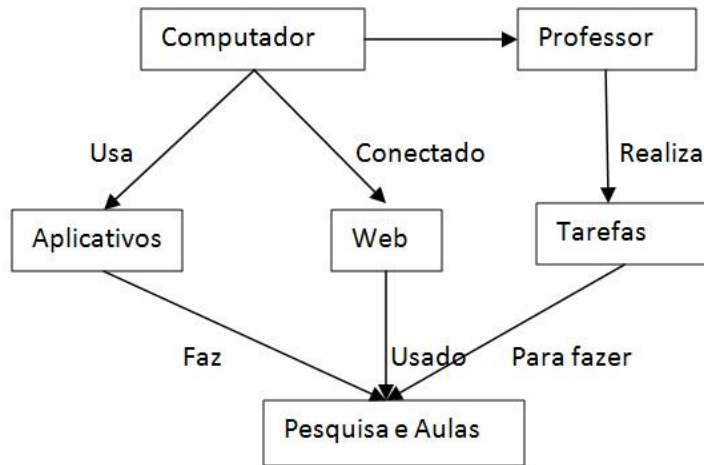 Computador
Professor
Usa
Conectado
Realiza
Aplicativos
Web
Tarefas
Faz
Usado
Para fazer
Pesquisa e Aulas